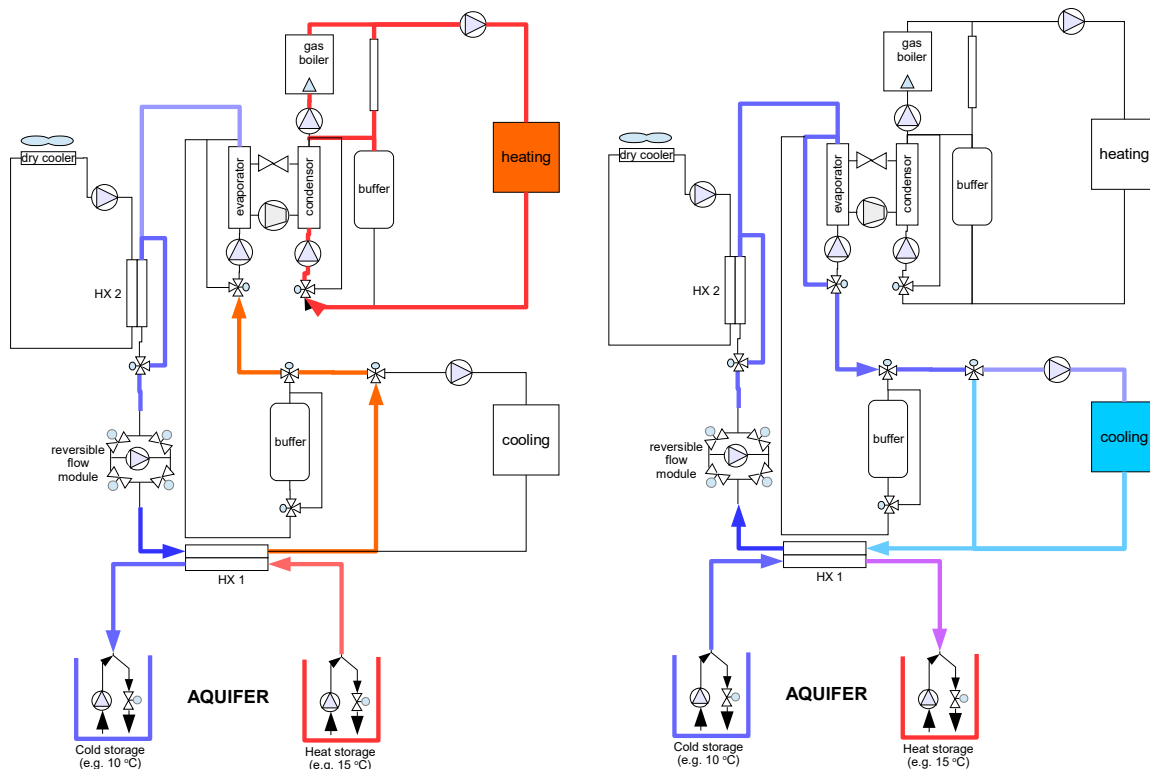 gas
boiler
dry cooler
evaporator
condensor
buffer
heating
HX 2
reversible
flow
module
buffer
cooling
HX 1
AQUIFER
Cold storage
(e.g. 10 °C)
Heat storage
(e.g. 15 °C)
gas
boiler
dry cooler
evaporator
condensor
buffer
heating
HX 2
reversible
flow
module
buffer
cooling
HX 1
AQUIFER
Cold storage
(e.g. 10 °C)
Heat storage
(e.g. 15 °C)